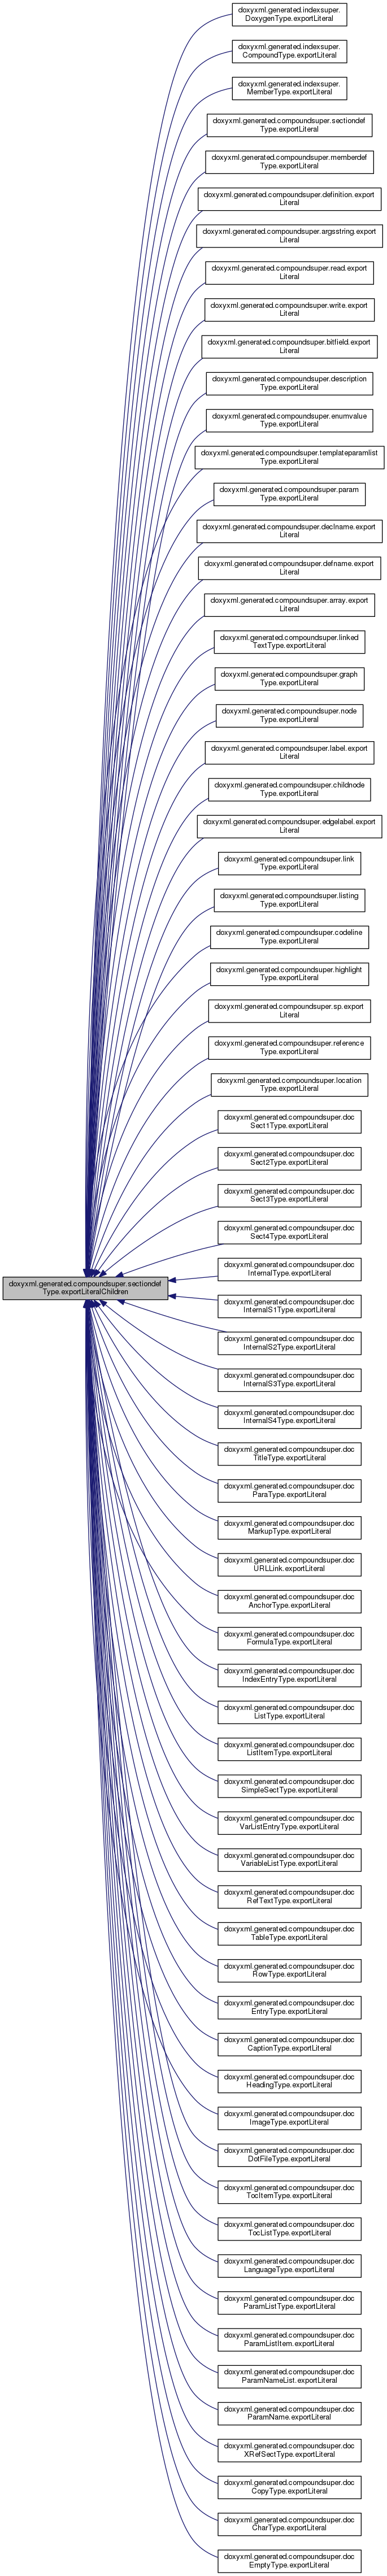 doxyxml.generated.indexsuper.
DoxygenType.exportLiteral
doxyxml.generated.indexsuper.
CompoundType.exportLiteral
doxyxml.generated.indexsuper.
MemberType.exportLiteral
doxyxml.generated.compoundsuper.sectiondef
Type.exportLiteral
doxyxml.generated.compoundsuper.memberdef
Type.exportLiteral
doxyxml.generated.compoundsuper.definition.export
Literal
doxyxml.generated.compoundsuper.argsstring.export
Literal
doxyxml.generated.compoundsuper.read.export
Literal
doxyxml.generated.compoundsuper.write.export
Literal
doxyxml.generated.compoundsuper.bitfield.export
Literal
doxyxml.generated.compoundsuper.description
Type.exportLiteral
doxyxml.generated.compoundsuper.enumvalue
Type.exportLiteral
doxyxml.generated.compoundsuper.templateparamlist
Type.exportLiteral
doxyxml.generated.compoundsuper.param
Type.exportLiteral
doxyxml.generated.compoundsuper.declname.export
Literal
doxyxml.generated.compoundsuper.defname.export
Literal
doxyxml.generated.compoundsuper.array.export
Literal
doxyxml.generated.compoundsuper.linked
TextType.exportLiteral
doxyxml.generated.compoundsuper.graph
Type.exportLiteral
doxyxml.generated.compoundsuper.node
Type.exportLiteral
doxyxml.generated.compoundsuper.label.export
Literal
doxyxml.generated.compoundsuper.childnode
Type.exportLiteral
doxyxml.generated.compoundsuper.edgelabel.export
Literal
doxyxml.generated.compoundsuper.link
Type.exportLiteral
doxyxml.generated.compoundsuper.listing
Type.exportLiteral
doxyxml.generated.compoundsuper.codeline
Type.exportLiteral
doxyxml.generated.compoundsuper.highlight
Type.exportLiteral
doxyxml.generated.compoundsuper.sp.export
Literal
doxyxml.generated.compoundsuper.reference
Type.exportLiteral
doxyxml.generated.compoundsuper.location
Type.exportLiteral
doxyxml.generated.compoundsuper.doc
Sect1Type.exportLiteral
doxyxml.generated.compoundsuper.doc
Sect2Type.exportLiteral
doxyxml.generated.compoundsuper.doc
Sect3Type.exportLiteral
doxyxml.generated.compoundsuper.doc
Sect4Type.exportLiteral
doxyxml.generated.compoundsuper.sectiondef
Type.exportLiteralChildren
doxyxml.generated.compoundsuper.doc
InternalType.exportLiteral
doxyxml.generated.compoundsuper.doc
InternalS1Type.exportLiteral
doxyxml.generated.compoundsuper.doc
InternalS2Type.exportLiteral
doxyxml.generated.compoundsuper.doc
InternalS3Type.exportLiteral
doxyxml.generated.compoundsuper.doc
InternalS4Type.exportLiteral
doxyxml.generated.compoundsuper.doc
TitleType.exportLiteral
doxyxml.generated.compoundsuper.doc
ParaType.exportLiteral
doxyxml.generated.compoundsuper.doc
MarkupType.exportLiteral
doxyxml.generated.compoundsuper.doc
URLLink.exportLiteral
doxyxml.generated.compoundsuper.doc
AnchorType.exportLiteral
doxyxml.generated.compoundsuper.doc
FormulaType.exportLiteral
doxyxml.generated.compoundsuper.doc
IndexEntryType.exportLiteral
doxyxml.generated.compoundsuper.doc
ListType.exportLiteral
doxyxml.generated.compoundsuper.doc
ListItemType.exportLiteral
doxyxml.generated.compoundsuper.doc
SimpleSectType.exportLiteral
doxyxml.generated.compoundsuper.doc
VarListEntryType.exportLiteral
doxyxml.generated.compoundsuper.doc
VariableListType.exportLiteral
doxyxml.generated.compoundsuper.doc
RefTextType.exportLiteral
doxyxml.generated.compoundsuper.doc
TableType.exportLiteral
doxyxml.generated.compoundsuper.doc
RowType.exportLiteral
doxyxml.generated.compoundsuper.doc
EntryType.exportLiteral
doxyxml.generated.compoundsuper.doc
CaptionType.exportLiteral
doxyxml.generated.compoundsuper.doc
HeadingType.exportLiteral
doxyxml.generated.compoundsuper.doc
ImageType.exportLiteral
doxyxml.generated.compoundsuper.doc
DotFileType.exportLiteral
doxyxml.generated.compoundsuper.doc
TocItemType.exportLiteral
doxyxml.generated.compoundsuper.doc
TocListType.exportLiteral
doxyxml.generated.compoundsuper.doc
LanguageType.exportLiteral
doxyxml.generated.compoundsuper.doc
ParamListType.exportLiteral
doxyxml.generated.compoundsuper.doc
ParamListItem.exportLiteral
doxyxml.generated.compoundsuper.doc
ParamNameList.exportLiteral
doxyxml.generated.compoundsuper.doc
ParamName.exportLiteral
doxyxml.generated.compoundsuper.doc
XRefSectType.exportLiteral
doxyxml.generated.compoundsuper.doc
CopyType.exportLiteral
doxyxml.generated.compoundsuper.doc
CharType.exportLiteral
doxyxml.generated.compoundsuper.doc
EmptyType.exportLiteral